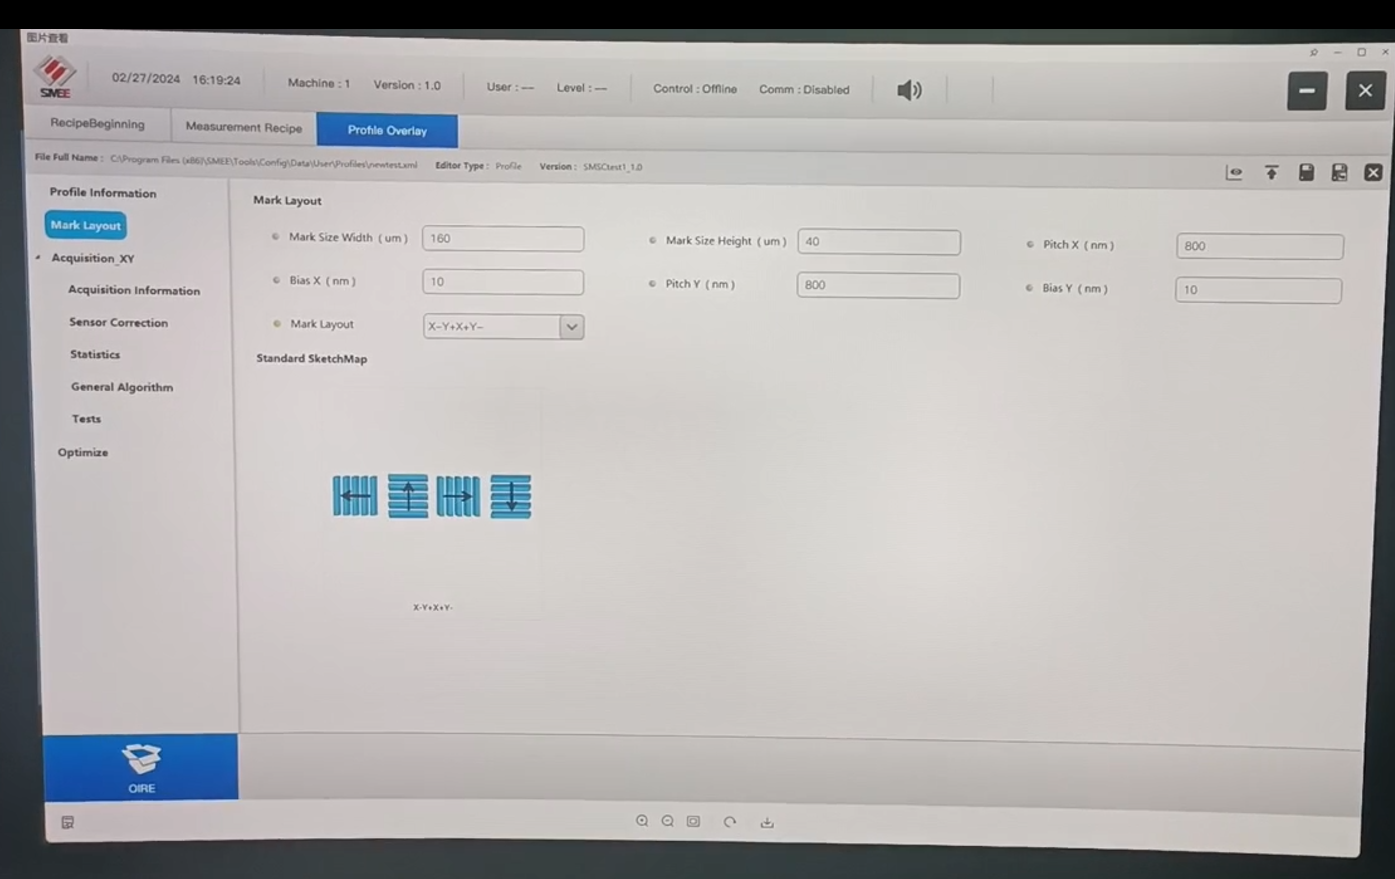 图片查看
SMEE
02/27/2024 16:19:24 Machine : 1 Version : 1.0 User : — Level : — Control : Offline Comm : Disabled
RecipeBeginning Measurement Recipe Profile Overlay
File Full Name : C:\Program Files (x86)\SMEE\Tools\Config\Data\User\Profiles\newtest.xml Editor Type : Profile Version : SMSCtest1_1.0
Profile Information
Mark Layout
Acquisition_XY
Acquisition Information
Sensor Correction
Statistics
General Algorithm
Tests
Optimize
Mark Layout
Mark Size Width ( um ) 160 Mark Size Height ( um ) 40 Pitch X ( nm ) 800
Bias X ( nm ) 10 Pitch Y ( nm ) 800 Bias Y ( nm ) 10
Mark Layout X-Y+X+Y-
Standard SketchMap
X-Y+X+Y-
OIRE